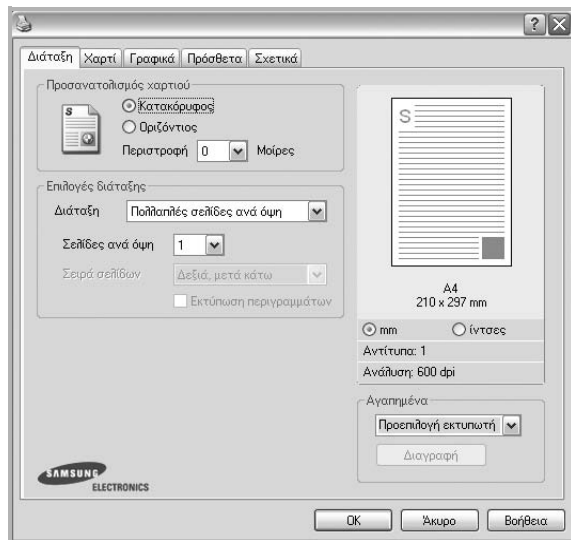 Διάταξη Χαρτί Γραφικά Πρόσθετα Σχετικά
Προσανατολισμός χαρτιού
S
Κατακόρυφος
Οριζόντιος
Περιστροφή 0 Μοίρες
Επιλογές διάταξης
Διάταξη Πολλαπλές σελίδες ανά όψη
Σελίδες ανά όψη 1
Σειρά σελίδων Δεξιά, μετά κάτω
Εκτύπωση περιγραμμάτων
S
A4
210 x 297 mm
mm ίντσες
Αντίτυπα: 1
Ανάλυση: 600 dpi
Αγαπημένα
Προεπιλογή εκτυπωτή
Διαγραφή
SAMSUNG
ELECTRONICS
OK Άκυρο Βοήθεια